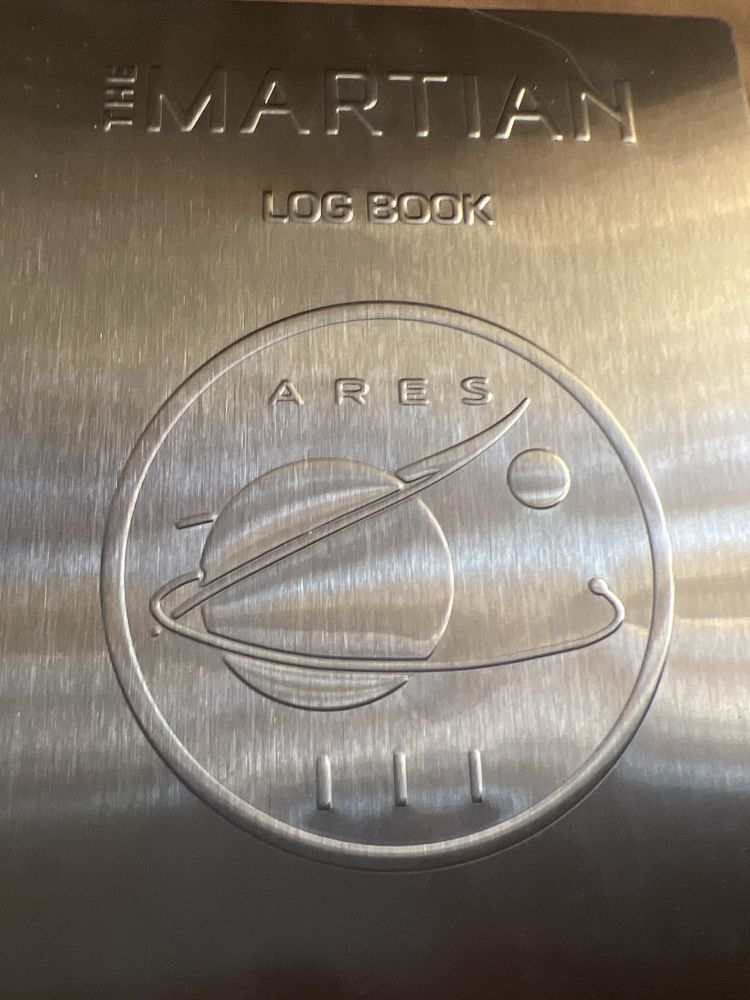 THE MARTIAN
LOG BOOK
ARES
III